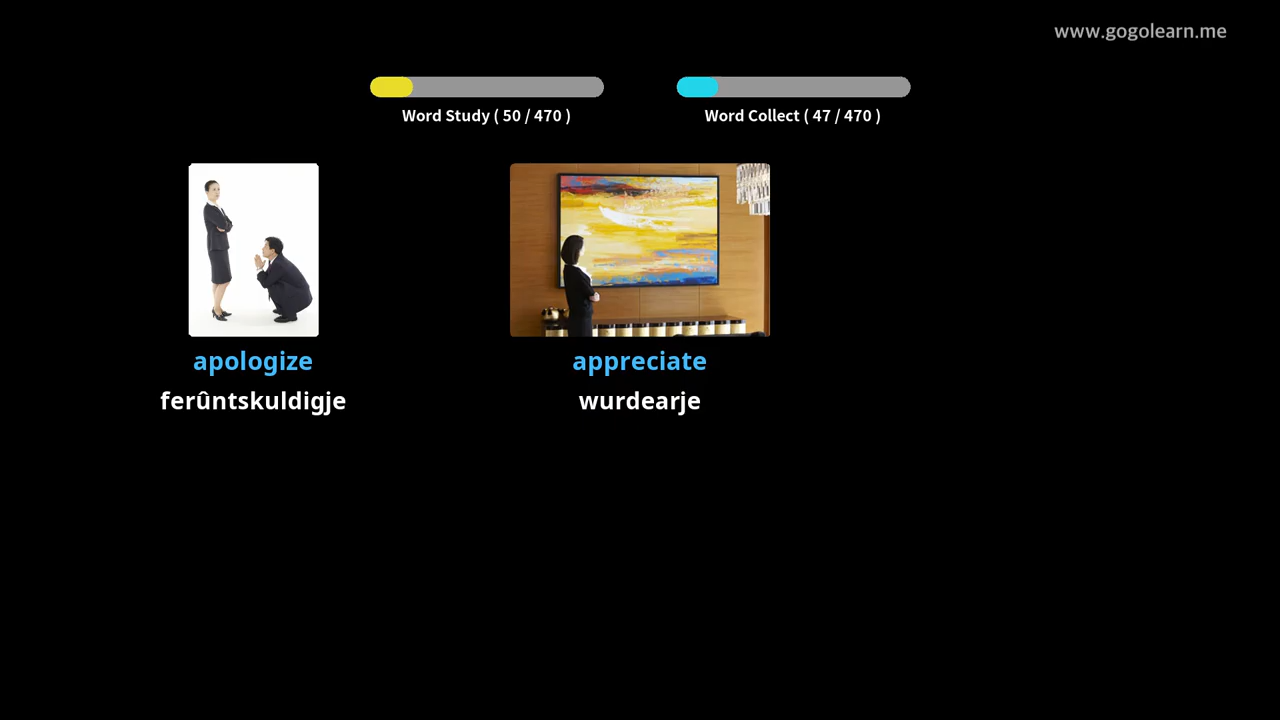 www.gogolearn.me
Word Study ( 50 / 470 )
Word Collect ( 47 / 470 )
apologize
ferûntskuldigje
appreciate
wurdearje